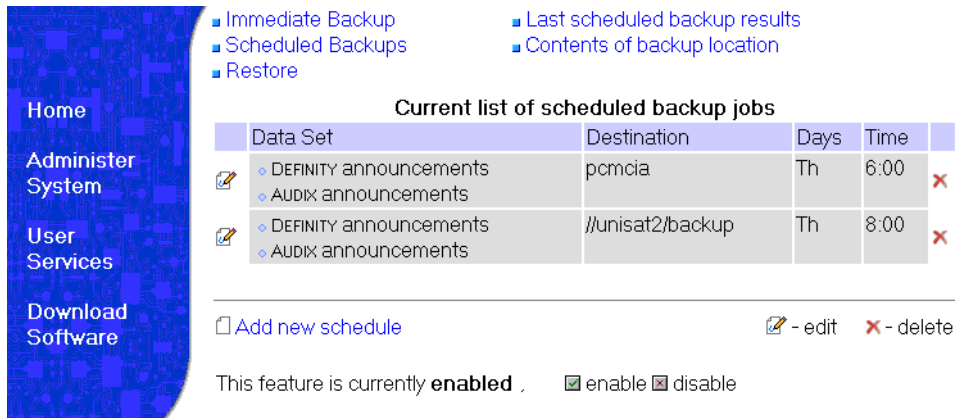 Immediate Backup
Last scheduled backup results
Scheduled Backups
Contents of backup location
Restore
Home
Administer
System
User
Services
Download
Software
Current list of scheduled backup jobs
Data Set Destination Days Time
DEFINITY announcements pcmcia Th 6:00
AUDIX announcements
DEFINITY announcements //unisat2/backup Th 8:00
AUDIX announcements
Add new schedule
- edit - delete
This feature is currently enabled , enable disable